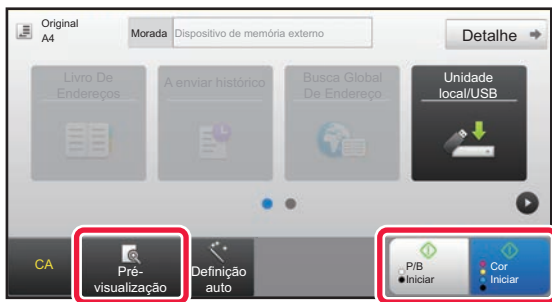 Original
A4
Morada
Dispositivo de memória externo
Detalhe
Livro De
Endereços
A enviar histórico
Busca Global
De Endereço
Unidade
local/USB
CA
Pré-
visualização
Definição
auto
P/B
Iniciar
Cor
Iniciar